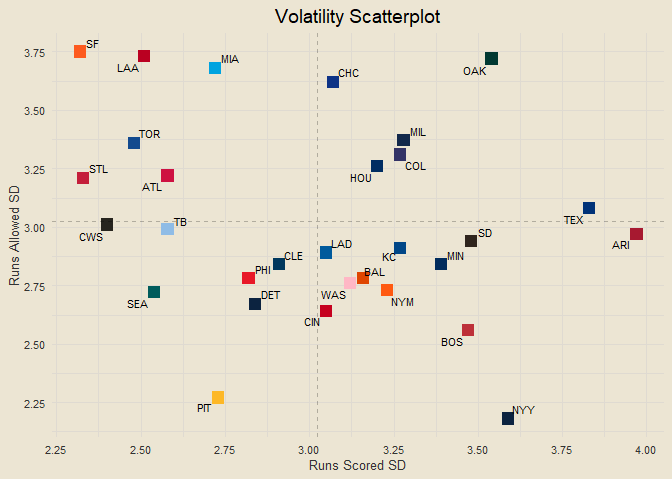 Volatility Scatterplot
SF
3.75
LAA
MIA
CHC
OAK
3.50
TOR
MIL
STL
COL
3.25
HOU
ATL
Runs Allowed SD
3.00
CWS
TB
TEX
ARI
SD
LAD
KC
MIN
CLE
2.75
PHI
BAL
SEA
DET
WAS
NYM
CIN
2.50
BOS
PIT
2.25
NYY
2.25 2.50 2.75 3.00 3.25 3.50 3.75 4.00
Runs Scored SD